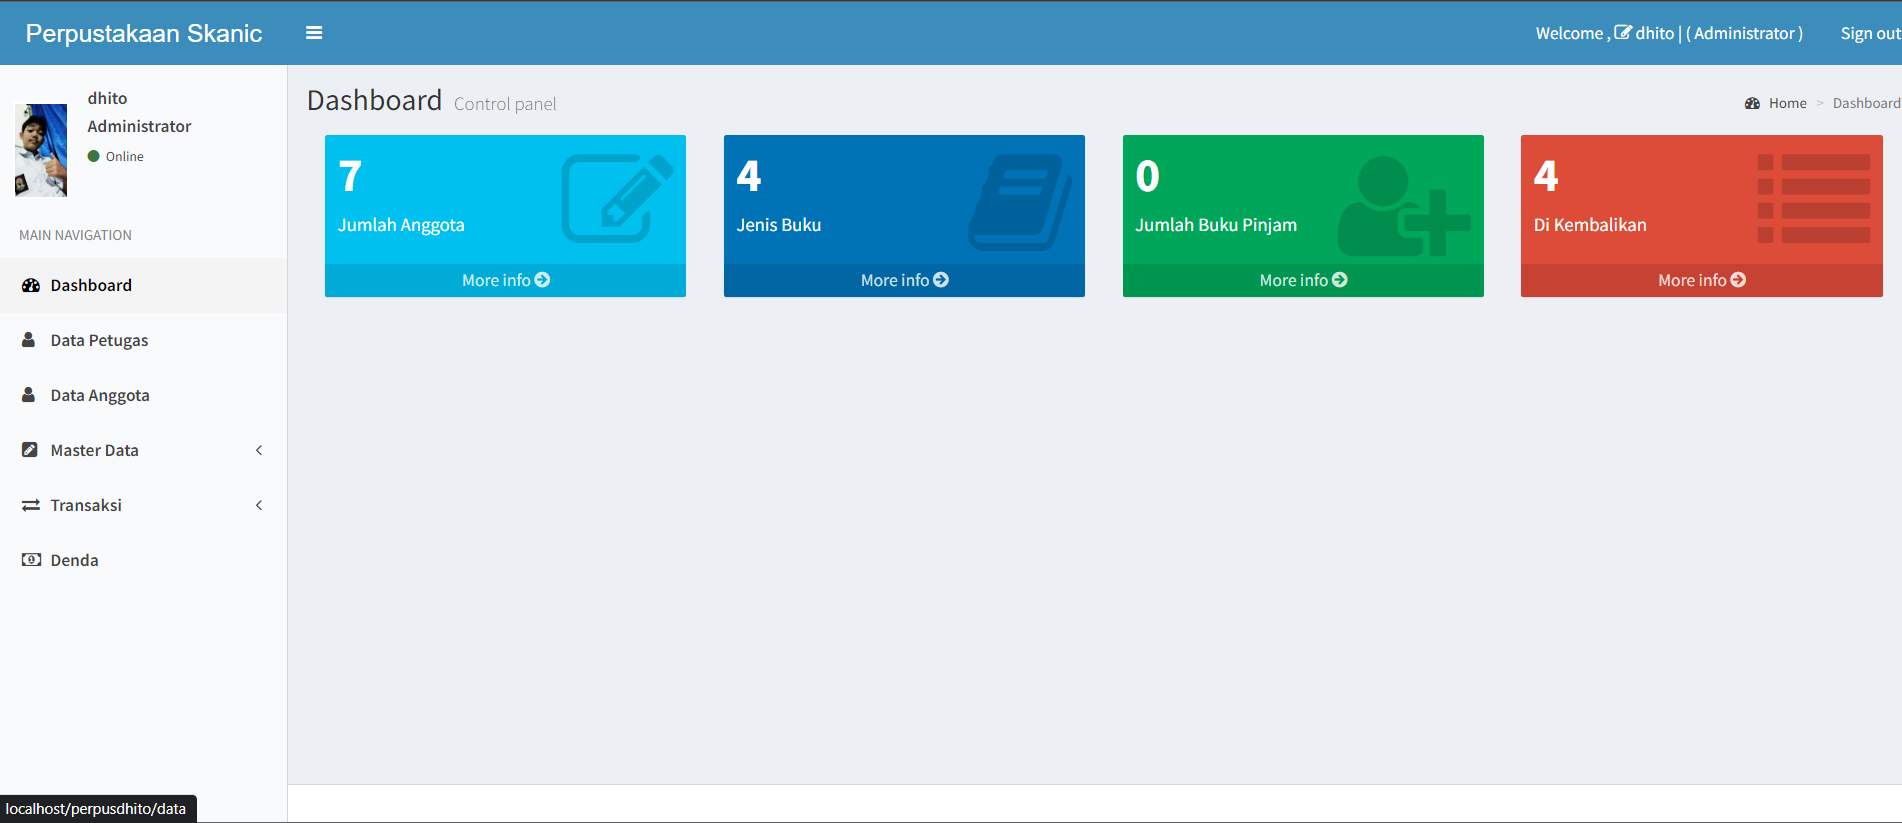 Perpustakaan Skanic
Welcome , dhito | ( Administrator )
Sign out
dhito
Administrator
Online
MAIN NAVIGATION
Dashboard
Data Petugas
Data Anggota
Master Data
Transaksi
Denda
Dashboard Control panel
Home > Dashboard
7
Jumlah Anggota
More info
4
Jenis Buku
More info
0
Jumlah Buku Pinjam
More info
4
Di Kembalikan
More info
localhost/perpusdhito/data